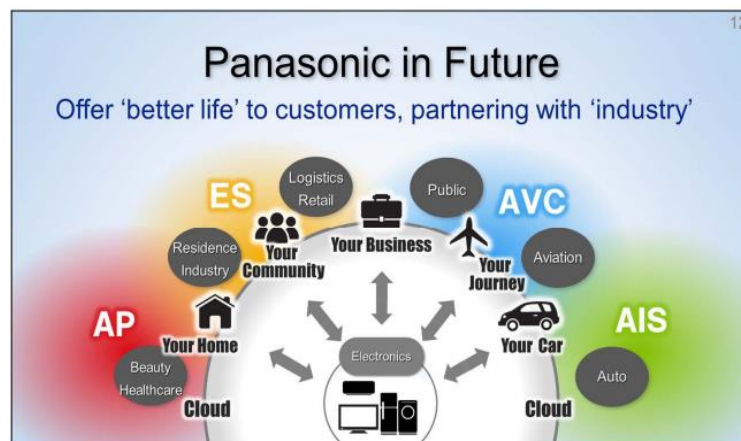 12
Panasonic in Future
Offer ‘better life’ to customers, partnering with ‘industry’
Logistics
Retail
Public
ES
AVC
Your Business
Residence
Industry
Your
Community
Your
Journey
Aviation
AP
Your Home
Your Car
AIS
Electronics
Beauty
Healthcare
Auto
Cloud
Cloud